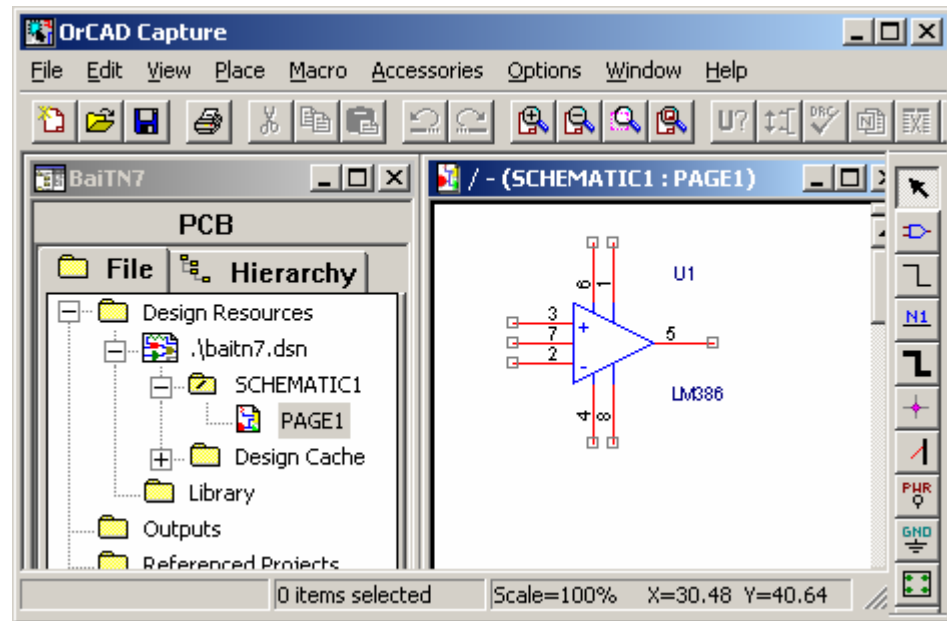 OrCAD Capture
File Edit View Place Macro Accessories Options Window Help
U? DRC N
BaiTN7
/ - (SCHEMATIC1 : PAGE1)
PCB
File Hierarchy
Design Resources
.\baitn7.dsn
SCHEMATIC1
PAGE1
Design Cache
Library
Outputs
Referenced Projects
6 1
U1
3
+
7
5
2
-
LM386
4 8
N1
PWR
GND
0 items selected Scale=100% X=30.48 Y=40.64